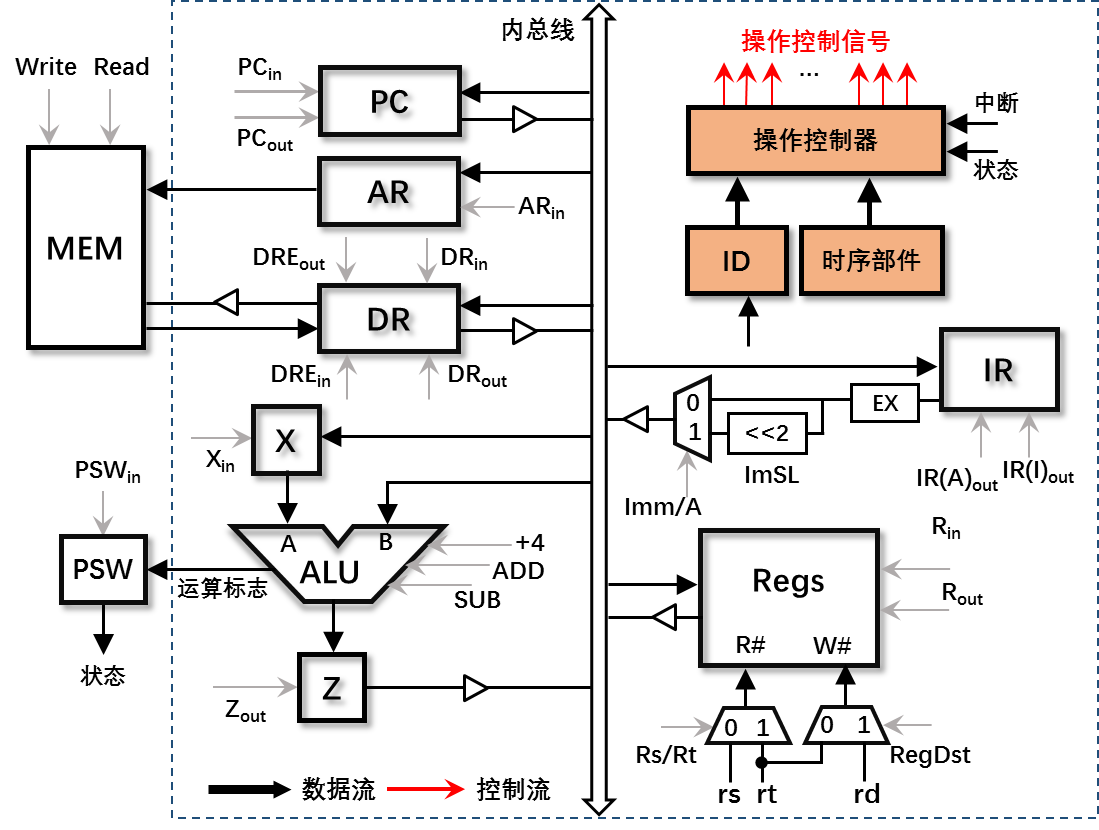 内总线
操作控制信号
...
Write Read
PCin
PC
PCout
操作控制器
中断
状态
MEM
AR
ARin
DREout
DRin
ID
时序部件
DR
DREin
DRout
IR
0
1
EX
<<2
ImSL
Imm/A
IR(A)out
IR(I)out
X
Xin
PSWin
PSW
状态
运算标志
A
B
ALU
+4
ADD
SUB
Rin
Regs
Rout
R#
W#
Z
Zout
0 1
0 1
Rs/Rt
RegDst
rs rt rd
数据流
控制流